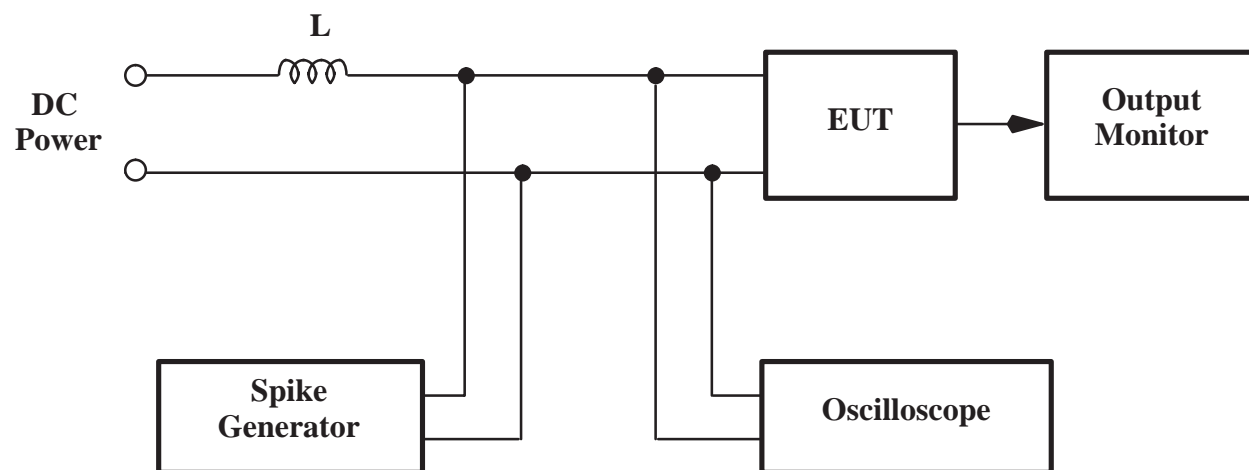 L
DC
Power
EUT
Output
Monitor
Spike
Generator
Oscilloscope